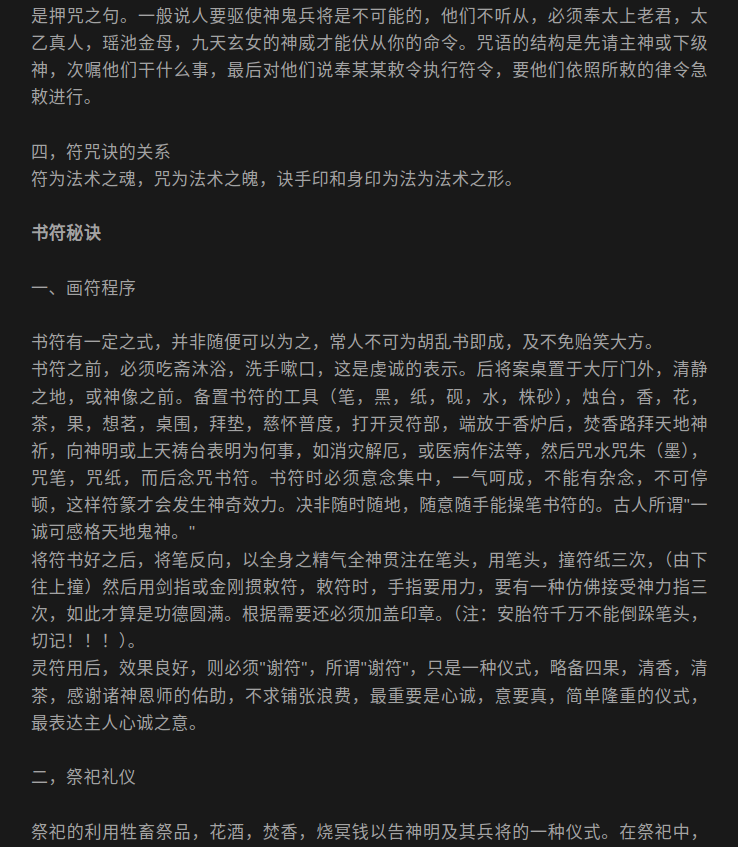 是押咒之句。一般说人要驱使神鬼兵将是不可能的，他们不听从，必须奉太上老君，太
乙真人，瑶池金母，九天玄女的神威才能伏从你的命令。咒语的结构是先请主神或下级
神，次嘱他们干什么事，最后对他们说奉某某敕令执行符令，要他们依照所敕的律令急
敕进行。
四，符咒诀的关系
符为法术之魂，咒为法术之魄，诀手印和身印为法为法术之形。
书符秘诀
一、画符程序
书符有一定之式，并非随便可以为之，常人不可为胡乱书即成，及不免贻笑大方。
书符之前，必须吃斋沐浴，洗手嗽口，这是虔诚的表示。后将案桌置于大厅门外，清静
之地，或神像之前。备置书符的工具（笔，黑，纸，砚，水，株砂），烛台，香，花，
茶，果，想茗，桌围，拜垫，慈怀普度，打开灵符部，端放于香炉后，焚香路拜天地神
祈，向神明或上天祷台表明为何事，如消灾解厄，或医病作法等，然后咒水咒朱（墨），
咒笔，咒纸，而后念咒书符。书符时必须意念集中，一气呵成，不能有杂念，不可停
顿，这样符篆才会发生神奇效力。决非随时随地，随意随手能操笔书符的。古人所谓"一
诚可感格天地鬼神。"
将符书好之后，将笔反向，以全身之精气全神贯注在笔头，用笔头，撞符纸三次，（由下
往上撞）然后用剑指或金刚掼敕符，敕符时，手指要用力，要有一种仿佛接受神力指三
次，如此才算是功德圆满。根据需要还必须加盖印章。（注：安胎符千万不能倒跺笔头，
切记！！！）。
灵符用后，效果良好，则必须"谢符"，所谓"谢符"，只是一种仪式，略备四果，清香，清
茶，感谢诸神恩师的佑助，不求铺张浪费，最重要是心诚，意要真，简单隆重的仪式，
最表达主人心诚之意。
二，祭祀礼仪
祭祀的利用牲畜祭品，花酒，焚香，烧冥钱以告神明及其兵将的一种仪式。在祭祀中，